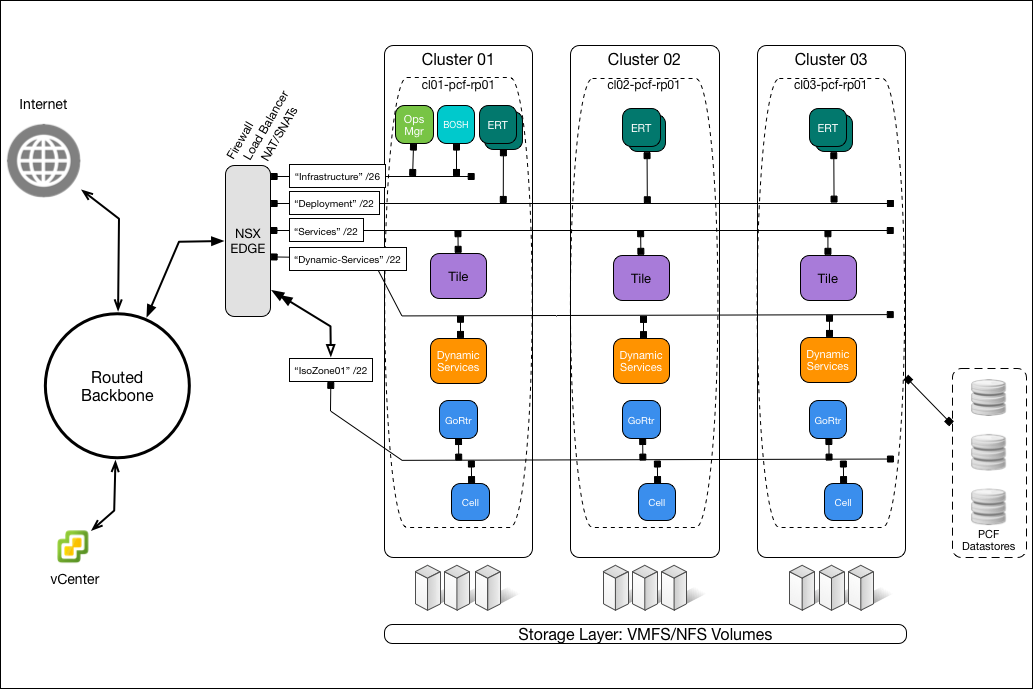 Internet
Firewall
Load Balancer
NAT/SNATs
NSX
EDGE
Routed
Backbone
vCenter
"Infrastructure" /26
"Deployment" /22
"Services" /22
"Dynamic-Services" /22
"IsoZone01" /22
Cluster 01
cl01-pcf-rp01
Ops
Mgr
BOSH
ERT
Tile
Dynamic
Services
GoRtr
Cell
Cluster 02
cl02-pcf-rp01
ERT
Tile
Dynamic
Services
GoRtr
Cell
Cluster 03
cl03-pcf-rp01
ERT
Tile
Dynamic
Services
GoRtr
Cell
PCF
Datastores
Storage Layer: VMFS/NFS Volumes